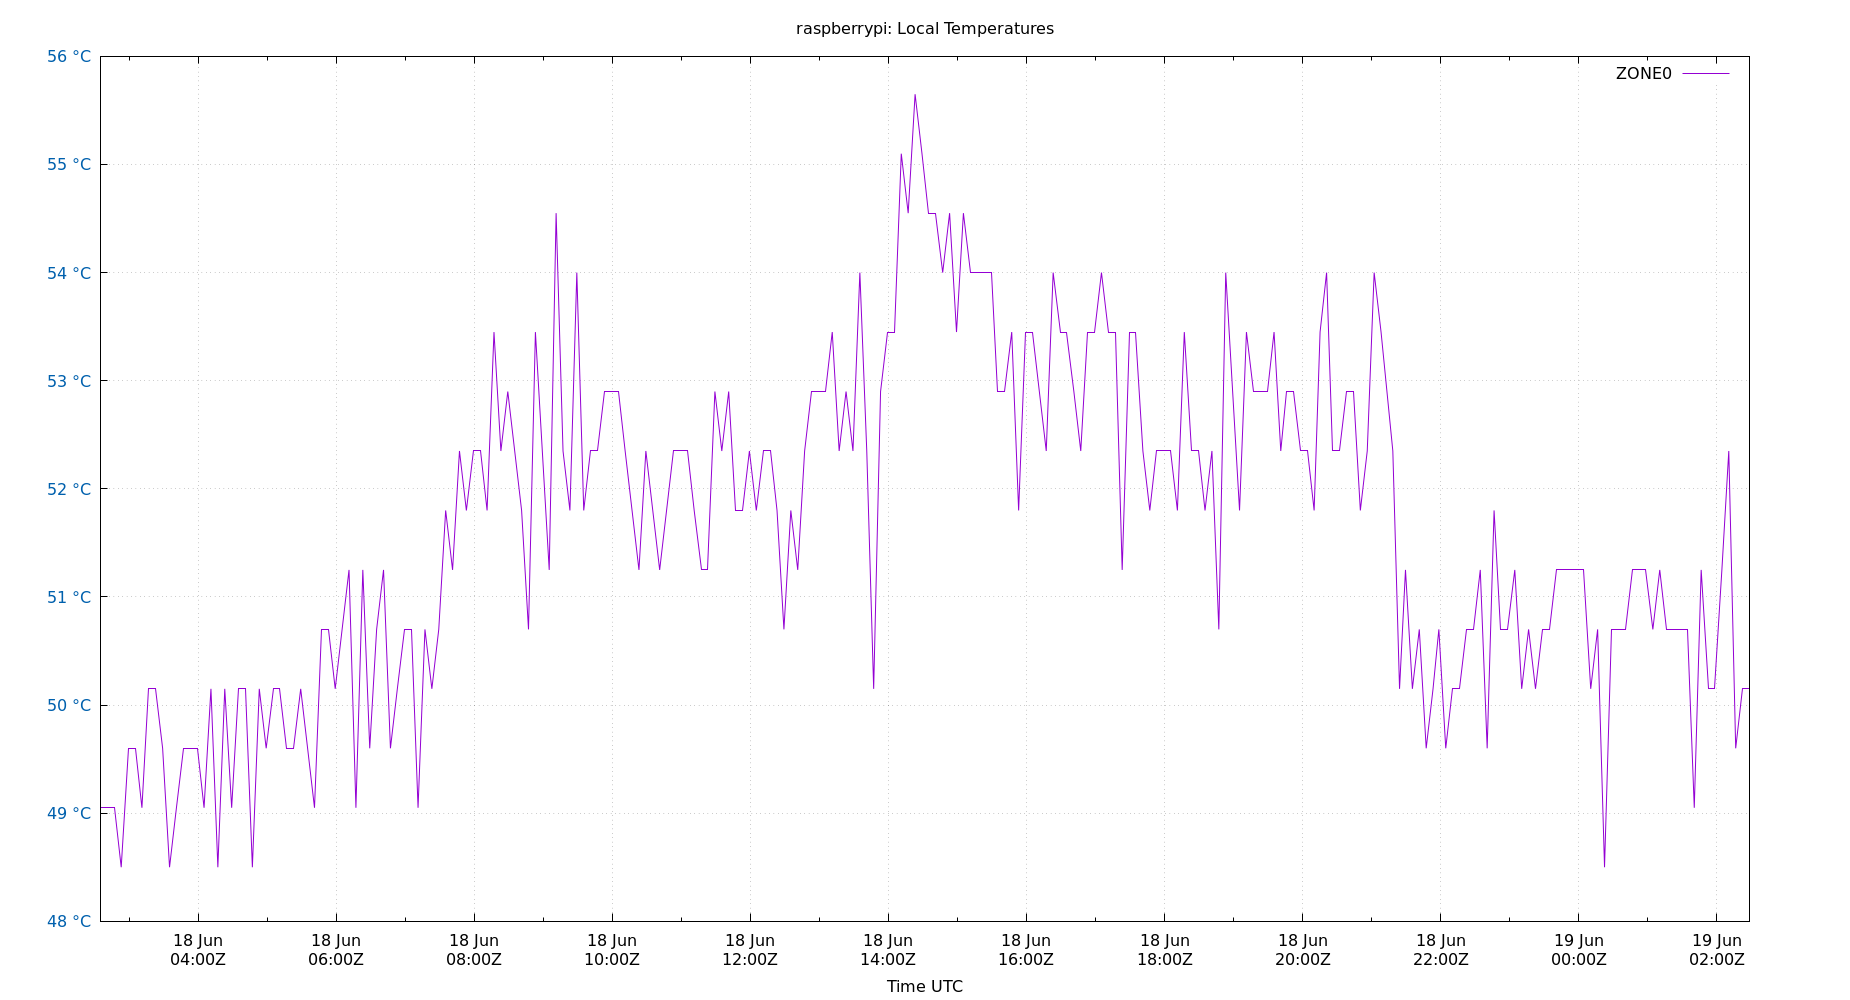 raspberrypi: Local Temperatures
56 °C
ZONE0
55 °C
54 °C
53 °C
52 °C
51 °C
50 °C
49 °C
48 °C
18 Jun 18 Jun 18 Jun 18 Jun 18 Jun 18 Jun 18 Jun 18 Jun 18 Jun 18 Jun 19 Jun 19 Jun
04:00Z 06:00Z 08:00Z 10:00Z 12:00Z 14:00Z 16:00Z 18:00Z 20:00Z 22:00Z 00:00Z 02:00Z
Time UTC